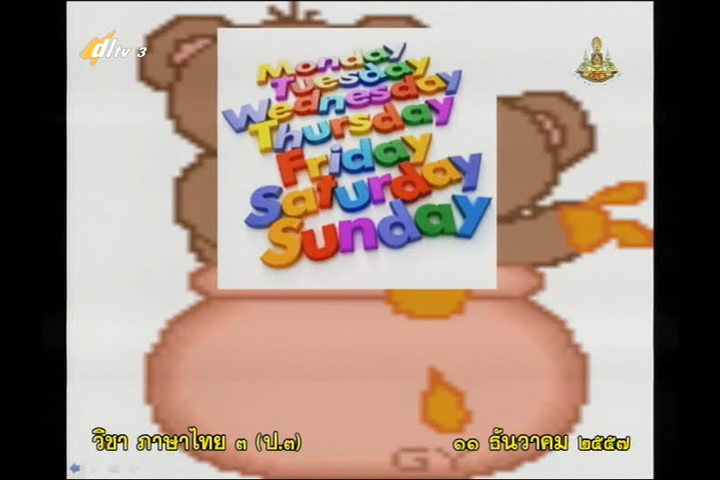 dltv 3
Monday
Tuesday
Wednesday
Thursday
Friday
Saturday
Sunday
GY
วิชา ภาษาไทย ๓ (ป.๓)
๑๑ ธันวาคม ๒๕๕๗